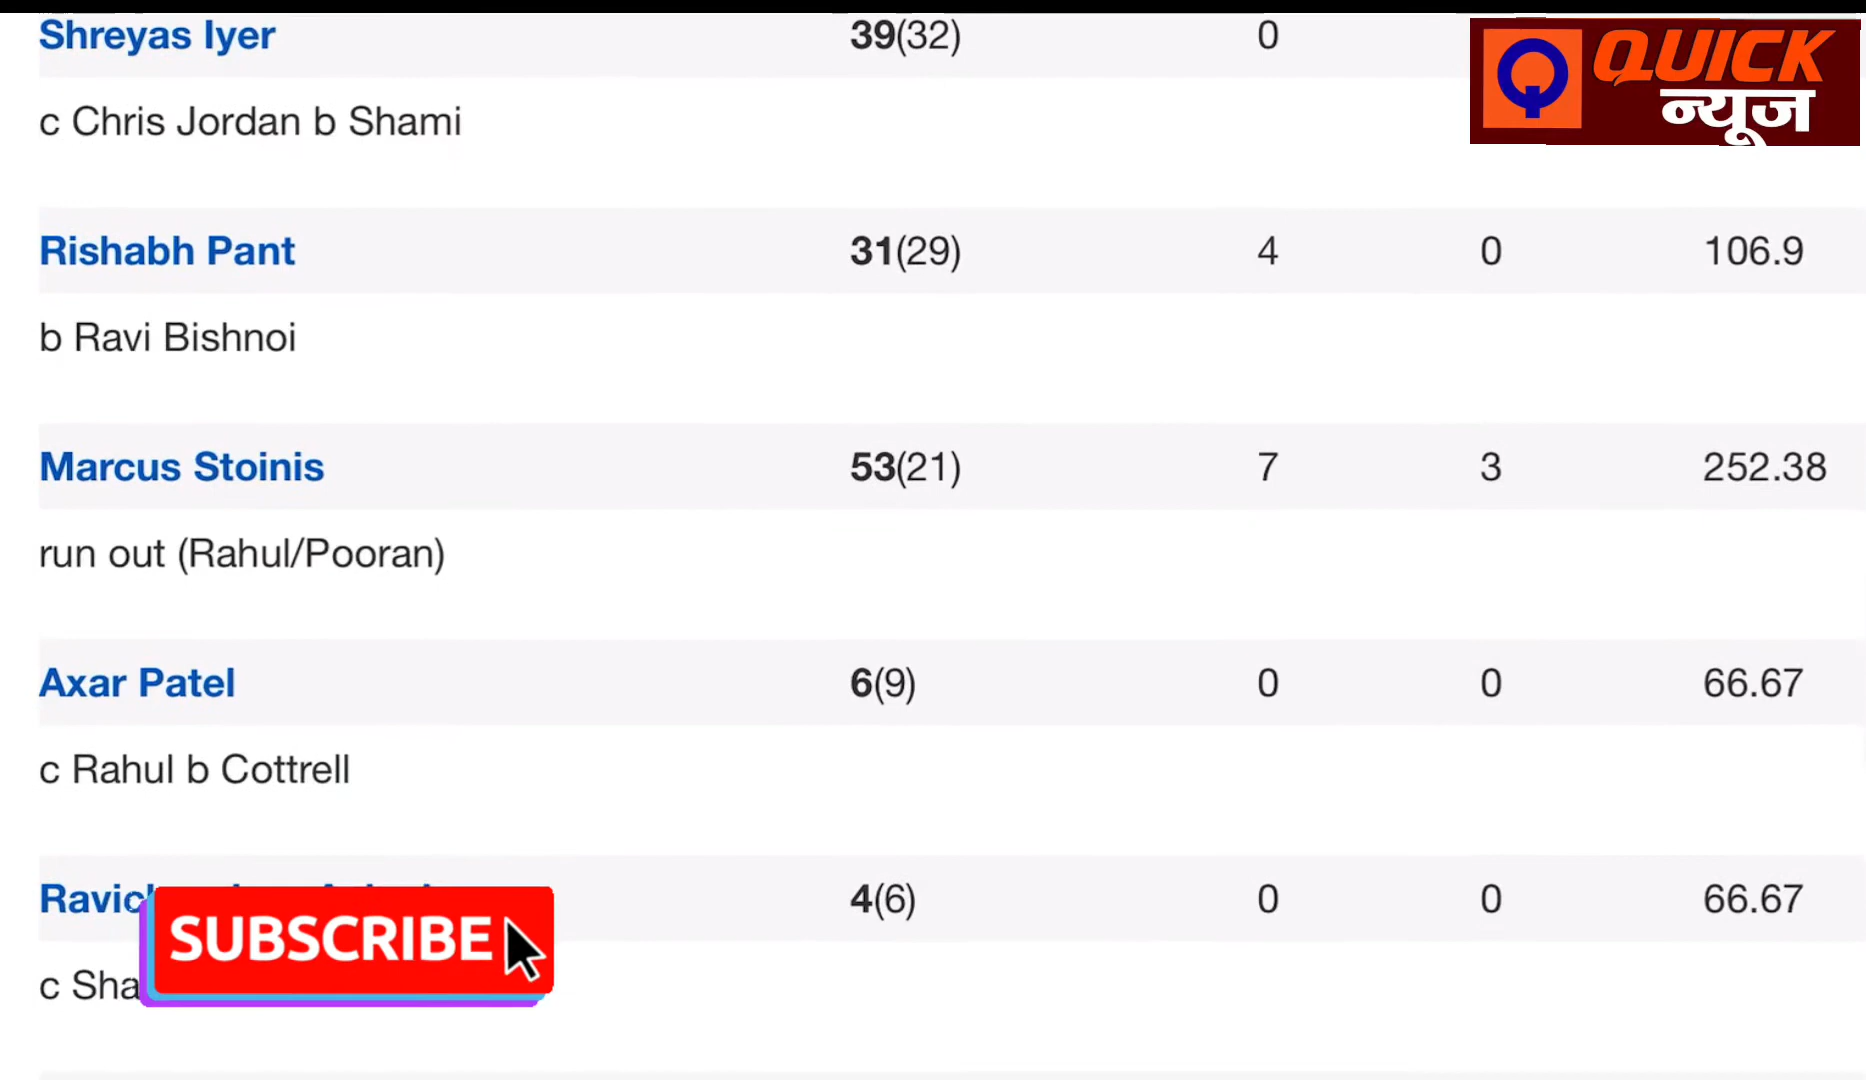 Shreyas Iyer 39(32) 0
QUICK
न्यूज
c Chris Jordan b Shami
Rishabh Pant 31(29) 4 0 106.9
b Ravi Bishnoi
Marcus Stoinis 53(21) 7 3 252.38
run out (Rahul/Pooran)
Axar Patel 6(9) 0 0 66.67
c Rahul b Cottrell
4(6) 0 0 66.67
SUBSCRIBE
c